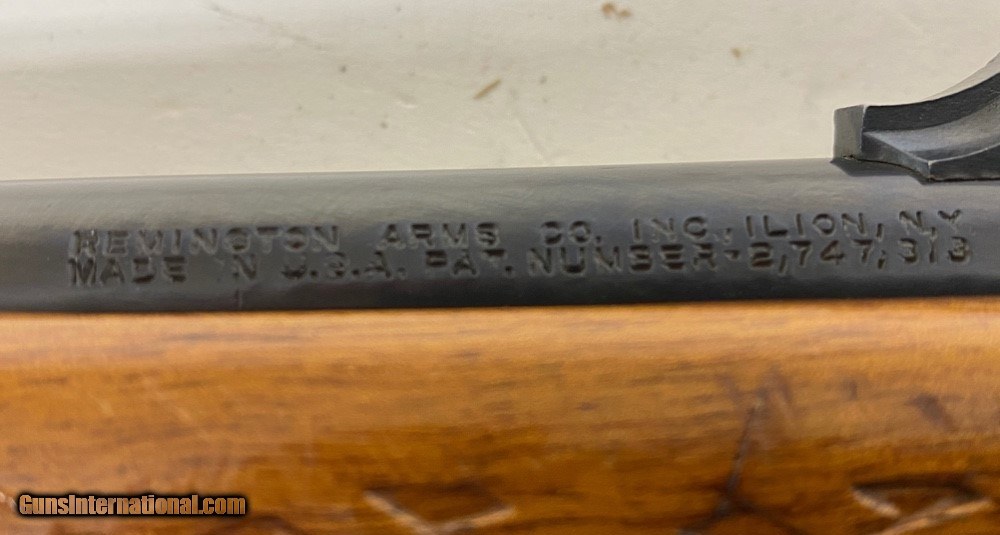 REMINGTON ARMS CO. INC. ILION, N.Y
MADE IN U.S.A. PAT. NUMBER-2,747,313
GunsInternational.com